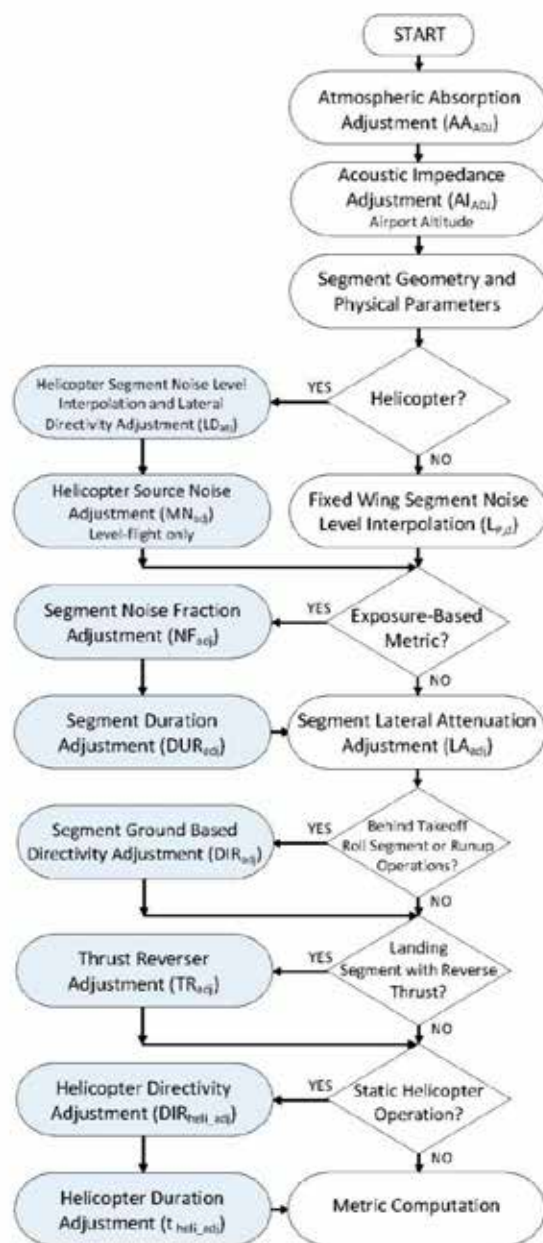 START
Atmospheric Absorption
Adjustment (AA_ADJ)
Acoustic Impedance
Adjustment (AI_ADJ)
Airport Altitude
Segment Geometry and
Physical Parameters
Helicopter?
YES
NO
Helicopter Segment Noise Level
Interpolation and Lateral
Directivity Adjustment (LD_adj)
Helicopter Source Noise
Adjustment (MN_adj)
Level-flight only
Fixed Wing Segment Noise
Level Interpolation (L_P,d)
Exposure-Based
Metric?
YES
NO
Segment Noise Fraction
Adjustment (NF_adj)
Segment Duration
Adjustment (DUR_adj)
Segment Lateral Attenuation
Adjustment (LA_adj)
Behind Takeoff
Roll Segment or Runup
Operations?
YES
NO
Segment Ground Based
Directivity Adjustment (DIR_adj)
Landing
Segment with Reverse
Thrust?
YES
NO
Thrust Reverser
Adjustment (TR_adj)
Static Helicopter
Operation?
YES
NO
Helicopter Directivity
Adjustment (DIR_heli_adj)
Helicopter Duration
Adjustment (t_heli_adj)
Metric Computation